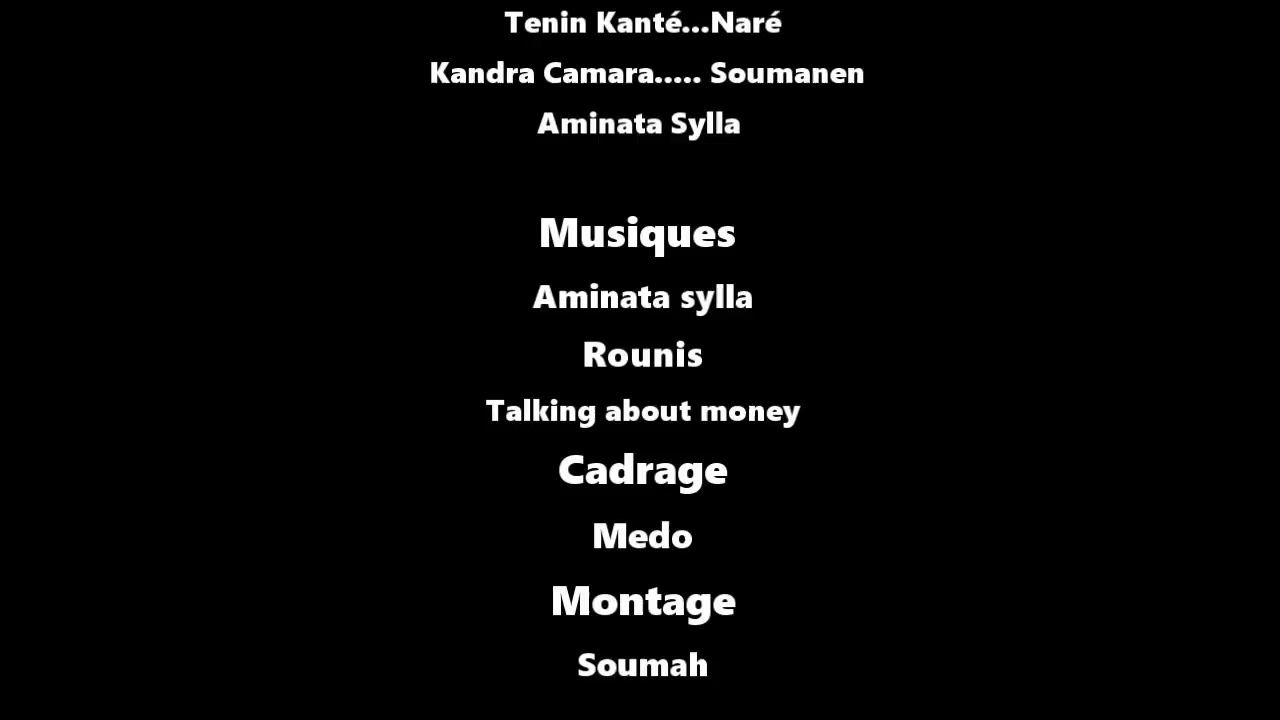 Tenin Kanté...Naré
Kandra Camara..... Soumanen
Aminata Sylla
Musiques
Aminata sylla
Rounis
Talking about money
Cadrage
Medo
Montage
Soumah